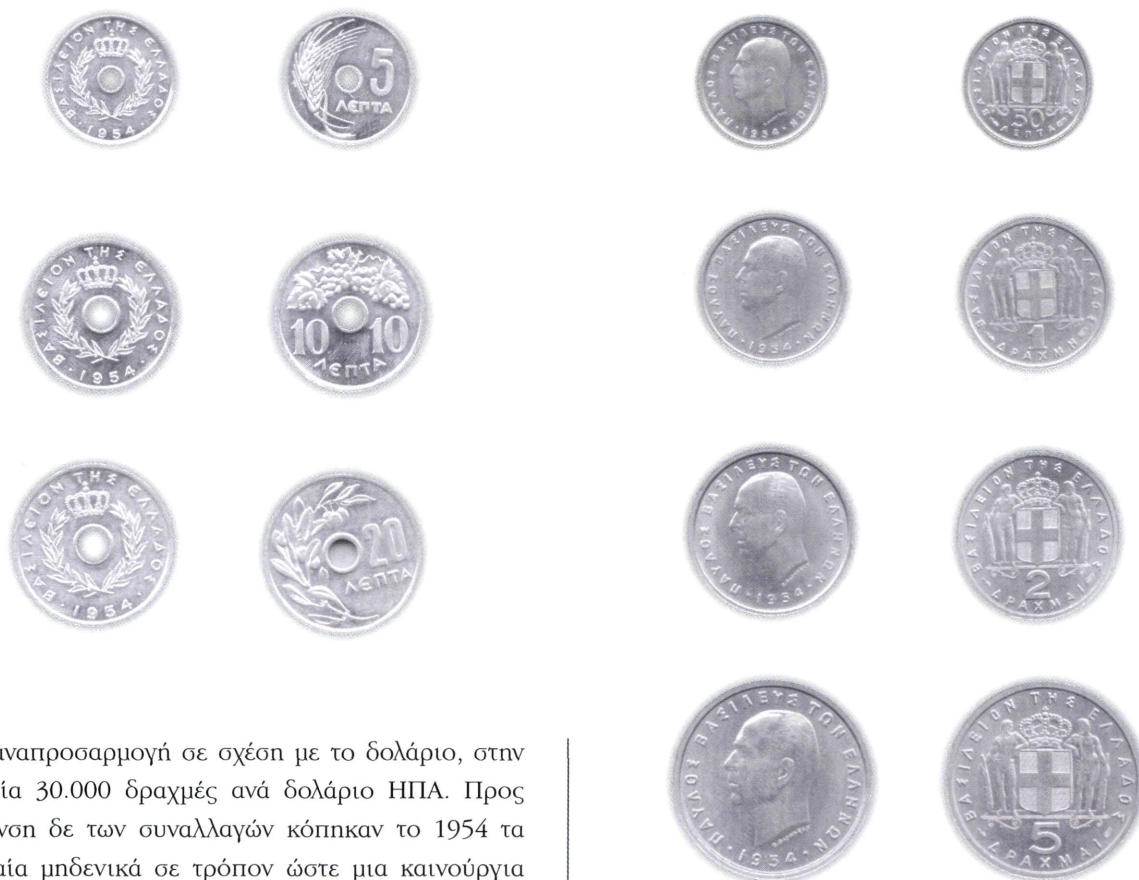 ΒΑΣΙΛΕΙΟΝ ΤΗΣ ΕΛΛΑΔΟΣ
·1954·
5
ΛΕΠΤΑ
ΒΑΣΙΛΕΙΟΝ ΤΗΣ ΕΛΛΑΔΟΣ
·1954·
10 10
ΛΕΠΤΑ
ΒΑΣΙΛΕΙΟΝ ΤΗΣ ΕΛΛΑΔΟΣ
·1954·
20
ΛΕΠΤΑ
ΠΑΥΛΟΣ ΒΑΣΙΛΕΥΣ ΤΩΝ ΕΛΛΗΝΩΝ
·1954·
ΒΑΣΙΛΕΙΟΝ ΤΗΣ ΕΛΛΑΔΟΣ
50
ΛΕΠΤΑ
ΠΑΥΛΟΣ ΒΑΣΙΛΕΥΣ ΤΩΝ ΕΛΛΗΝΩΝ
·1954·
ΒΑΣΙΛΕΙΟΝ ΤΗΣ ΕΛΛΑΔΟΣ
1
ΔΡΑΧΜΗ
ΠΑΥΛΟΣ ΒΑΣΙΛΕΥΣ ΤΩΝ ΕΛΛΗΝΩΝ
·1954·
ΒΑΣΙΛΕΙΟΝ ΤΗΣ ΕΛΛΑΔΟΣ
2
ΔΡΑΧΜΑΙ
ΠΑΥΛΟΣ ΒΑΣΙΛΕΥΣ ΤΩΝ ΕΛΛΗΝΩΝ
·1954·
ΒΑΣΙΛΕΙΟΝ ΤΗΣ ΕΛΛΑΔΟΣ
5
ΔΡΑΧΜΑΙ
ναπροσαρμογή σε σχέση με το δολάριο, στην
ία 30.000 δραχμές ανά δολάριο ΗΠΑ. Προς
νση δε των συναλλαγών κόπηκαν το 1954 τα
αία μηδενικά σε τρόπον ώστε μια καινούργια